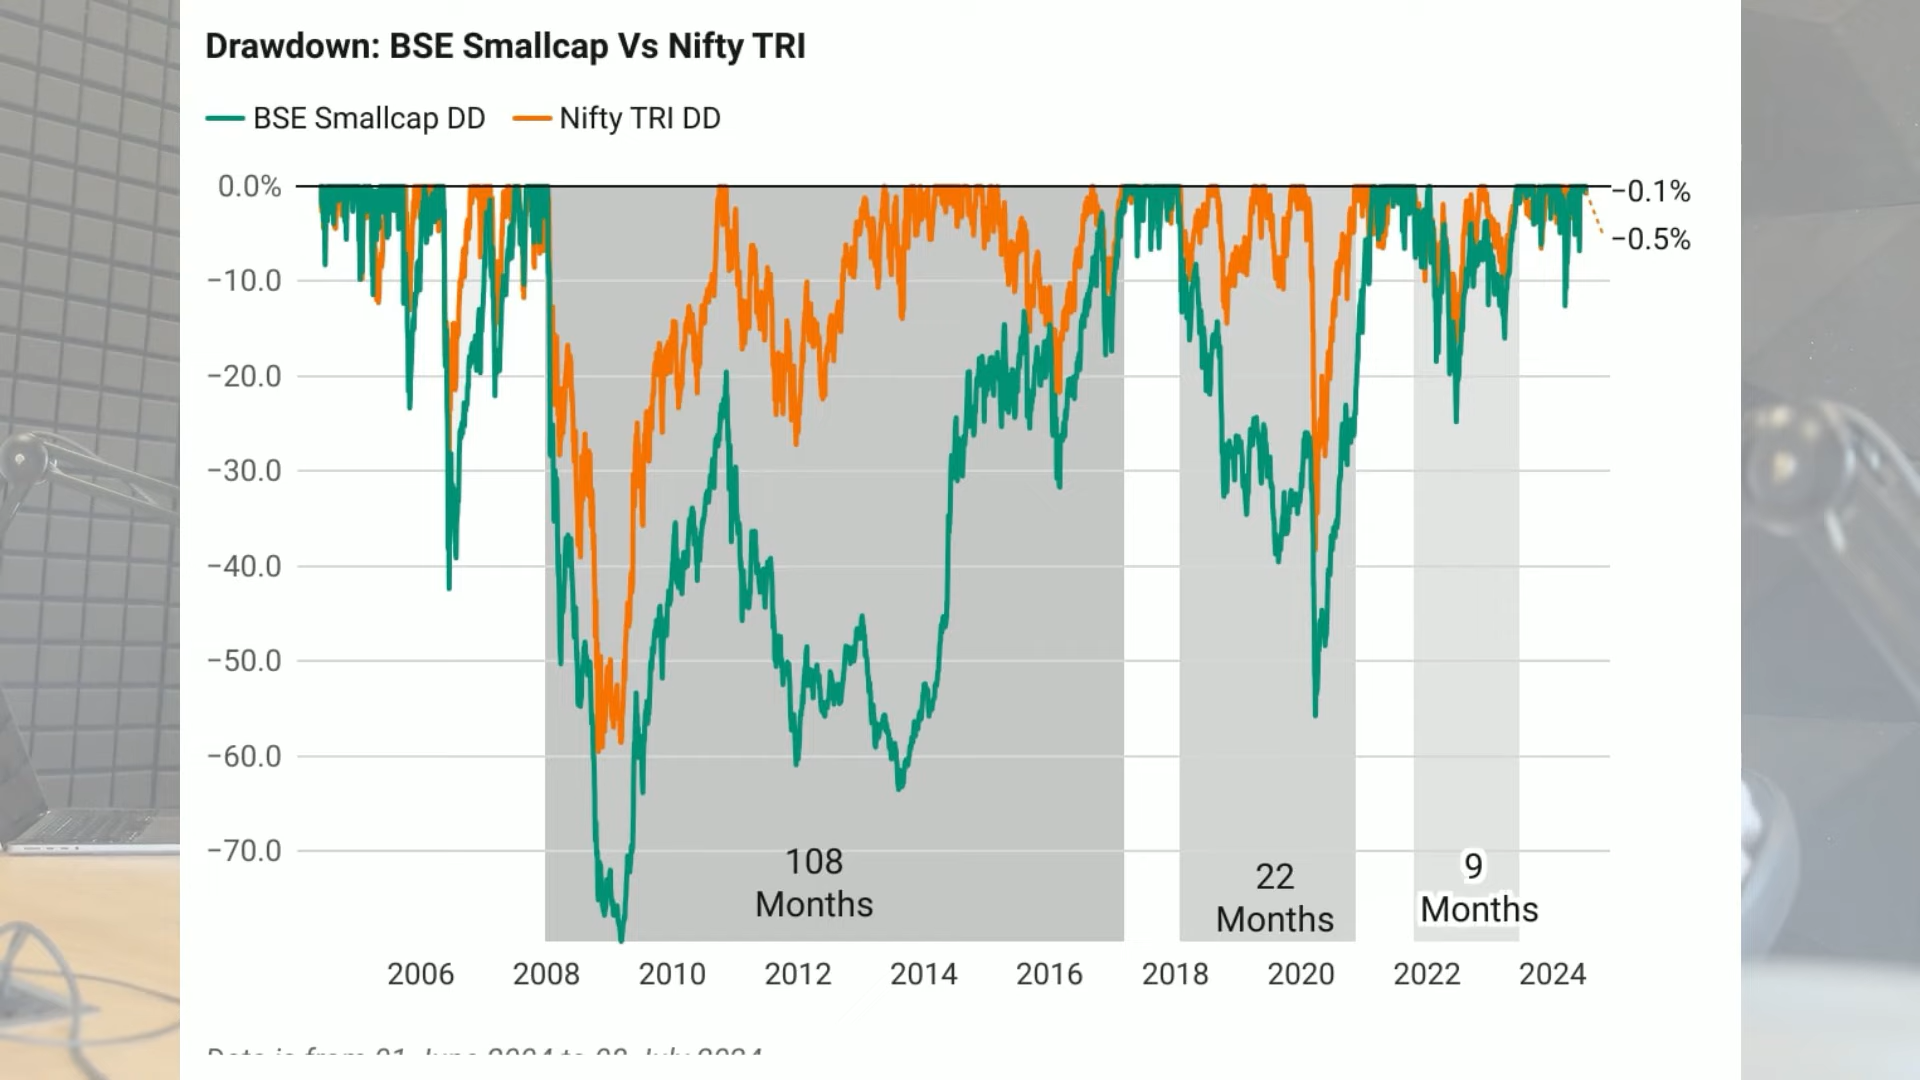 Drawdown: BSE Smallcap Vs Nifty TRI
BSE Smallcap DD Nifty TRI DD
0.0%
−10.0
−20.0
−30.0
−40.0
−50.0
−60.0
−70.0
−0.1%
−0.5%
108
Months
22
Months
9
Months
2006 2008 2010 2012 2014 2016 2018 2020 2022 2024